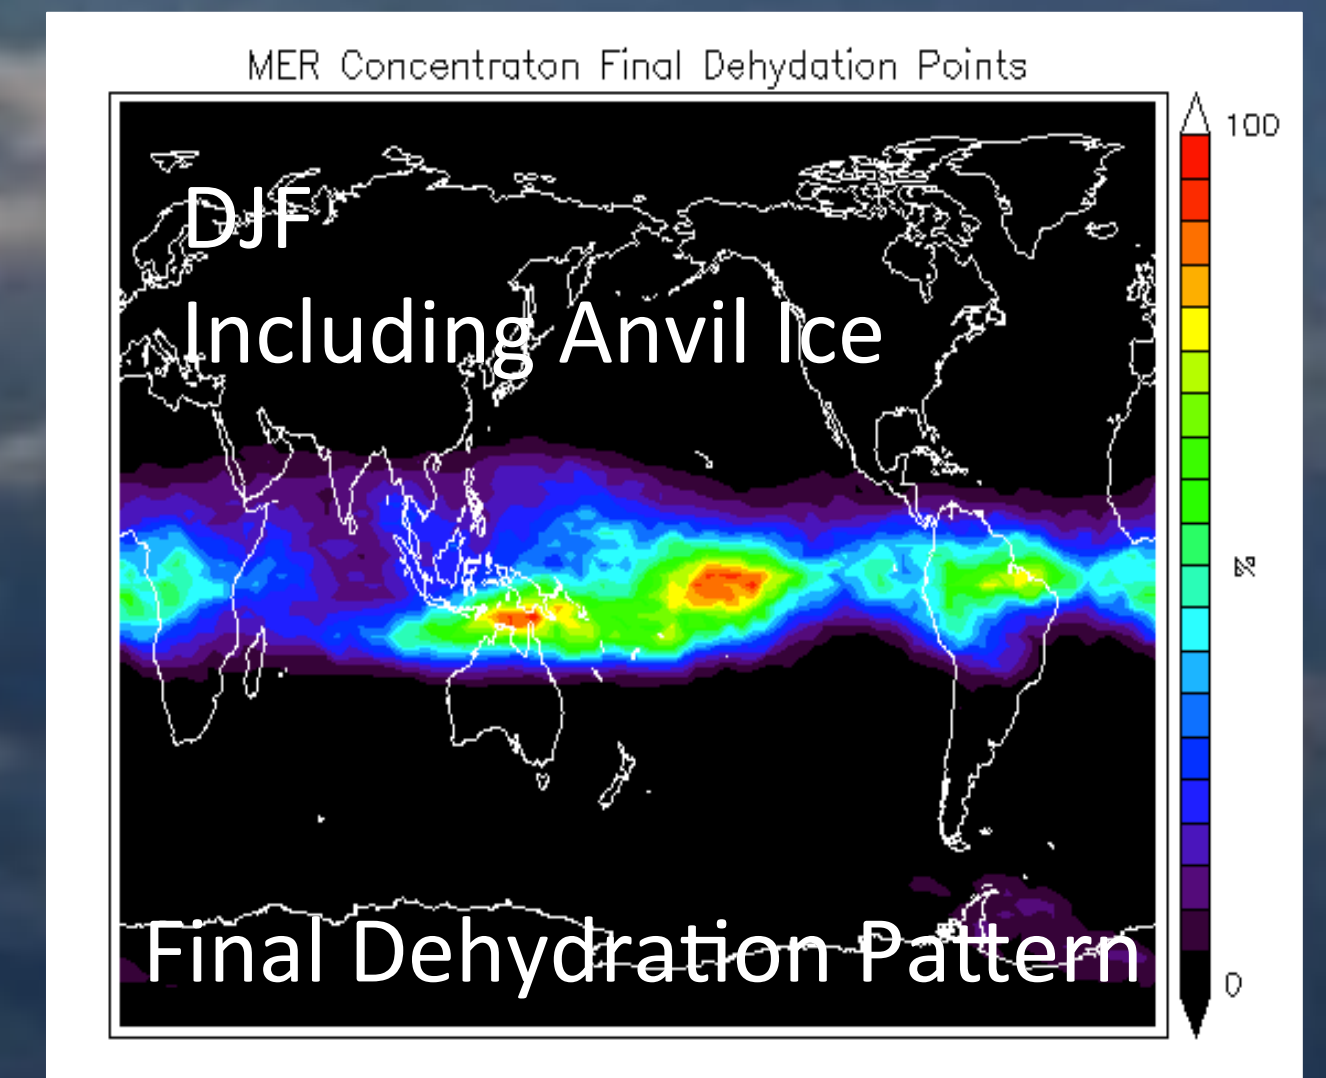 MER Concentraton Final Dehydation Points
100
DJF
Including Anvil Ice
%
Final Dehydration Pattern
0